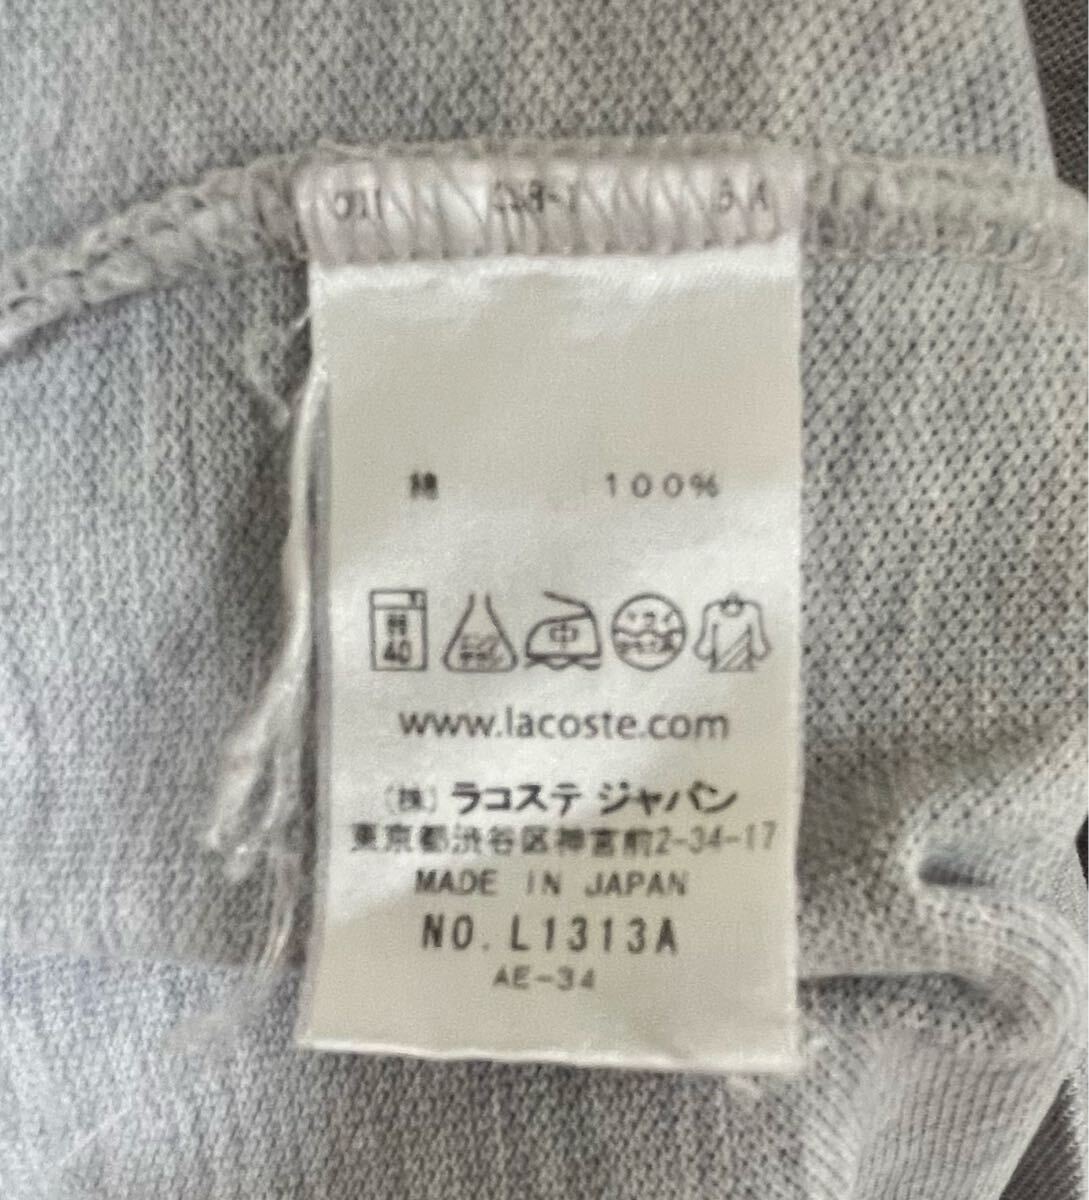 綿 100%
40
中
www.lacoste.com
(株) ラコステ ジャパン
東京都渋谷区神宮前2-34-17
MADE IN JAPAN
NO. L1313A
AE-34